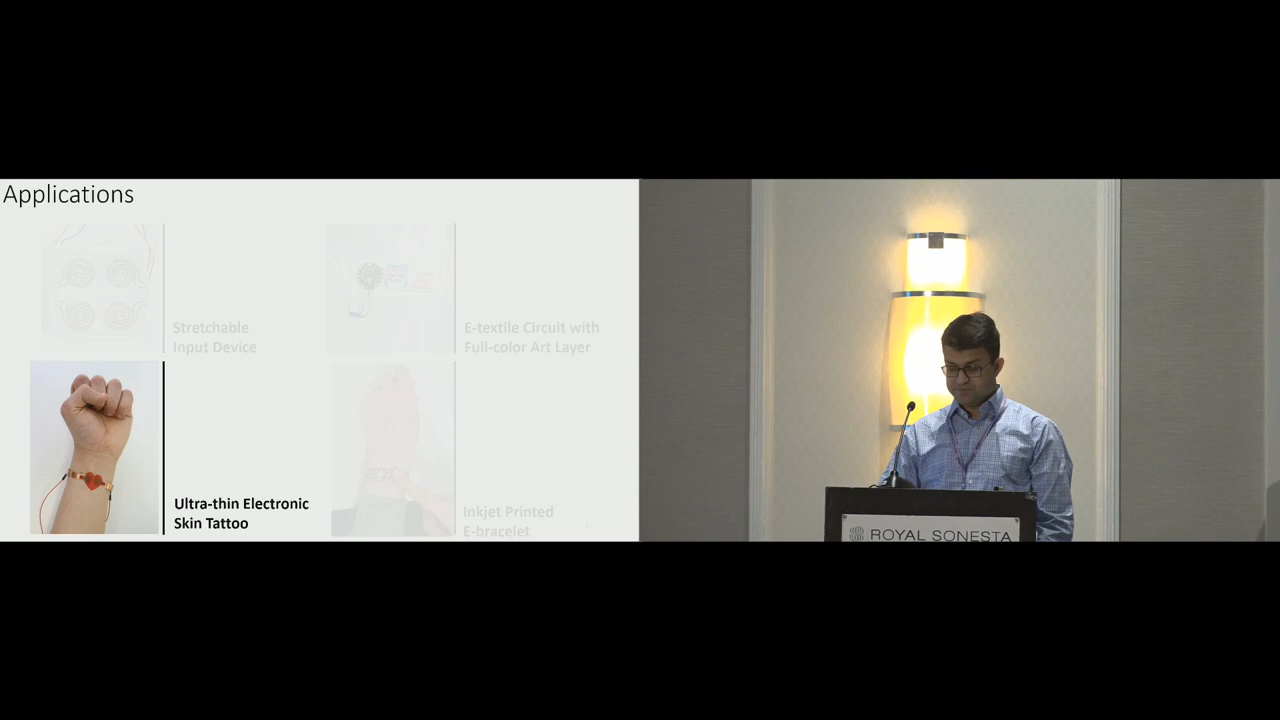 Applications
Stretchable
Input Device
E-textile Circuit with
Full-color Art Layer
Ultra-thin Electronic
Skin Tattoo
Inkjet Printed
E-bracelet
ROYAL SONESTA